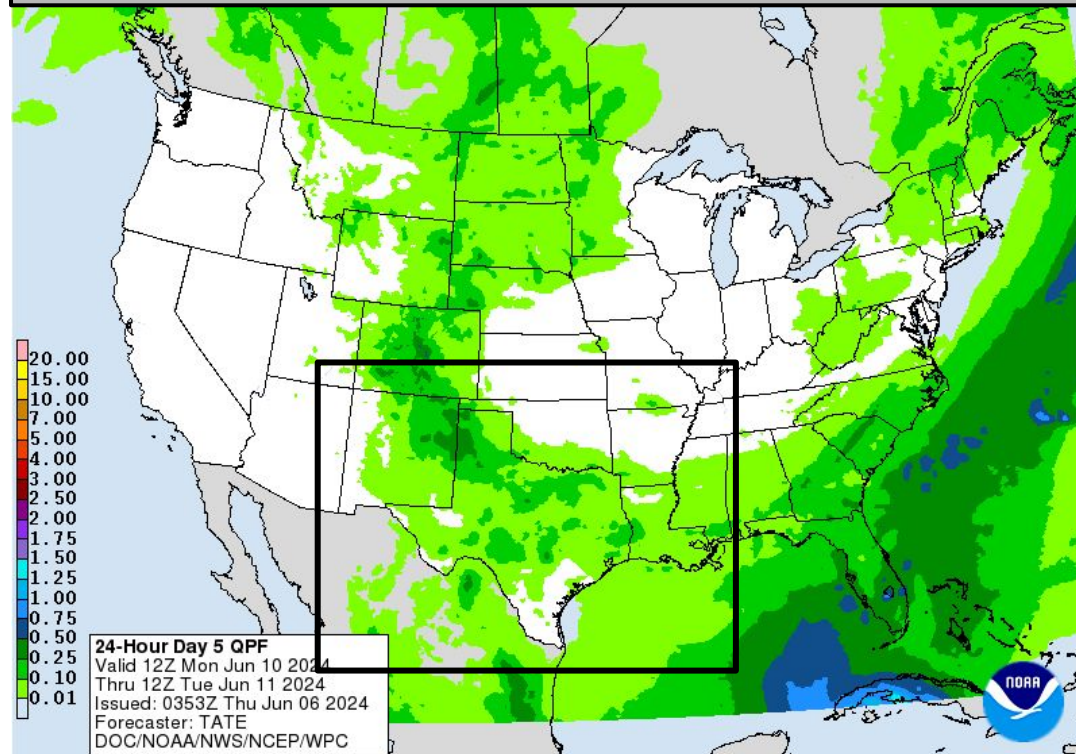 20.00
15.00
10.00
7.00
5.00
4.00
3.00
2.50
2.00
1.75
1.50
1.25
1.00
0.75
0.50
0.25
0.10
0.01
24-Hour Day 5 QPF
Valid 12Z Mon Jun 10 2024
Thru 12Z Tue Jun 11 2024
Issued: 0353Z Thu Jun 06 2024
Forecaster: TATE
DOC/NOAA/NWS/NCEP/WPC
NOAA